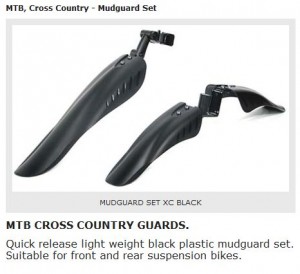 MTB, Cross Country - Mudguard Set
MUDGUARD SET XC BLACK
MTB CROSS COUNTRY GUARDS.
Quick release light weight black plastic mudguard set.
Suitable for front and rear suspension bikes.